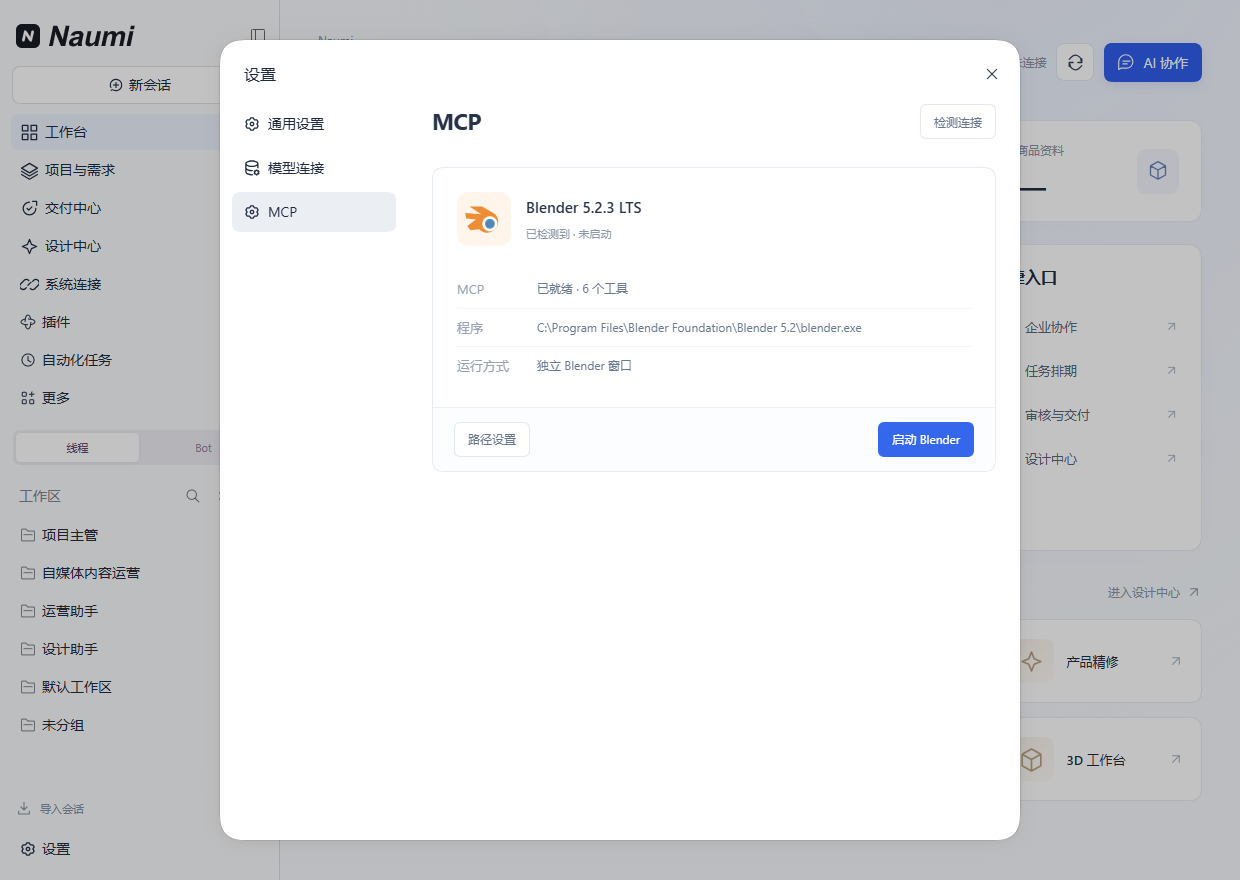 Naumi
新会话
工作台
项目与需求
交付中心
设计中心
系统连接
插件
自动化任务
更多
线程
Bot
工作区
项目主管
自媒体内容运营
运营助手
设计助手
默认工作区
未分组
导入会话
设置
设置
通用设置
模型连接
MCP
MCP
检测连接
Blender 5.2.3 LTS
已检测到 · 未启动
MCP 已就绪 · 6 个工具
程序 C:\Program Files\Blender Foundation\Blender 5.2\blender.exe
运行方式 独立 Blender 窗口
路径设置
启动 Blender
连接
AI 协作
商品资料
入口
企业协作
任务排期
审核与交付
设计中心
进入设计中心
产品精修
3D 工作台